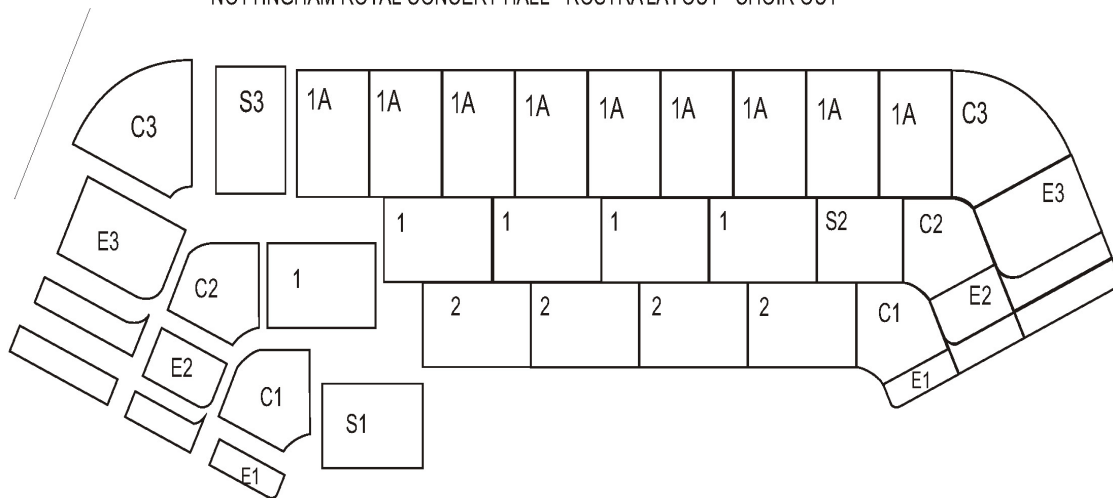 NOTTINGHAM ROYAL CONCERT HALL - ROSTRA LAYOUT - CHOIR OUT
C3 S3 1A 1A 1A 1A 1A 1A 1A 1A 1A C3
E3 1 1 1 1 S2 C2 E3
C2 1 2 2 2 2 C1 E2
E2 C1 S1 E1
E1